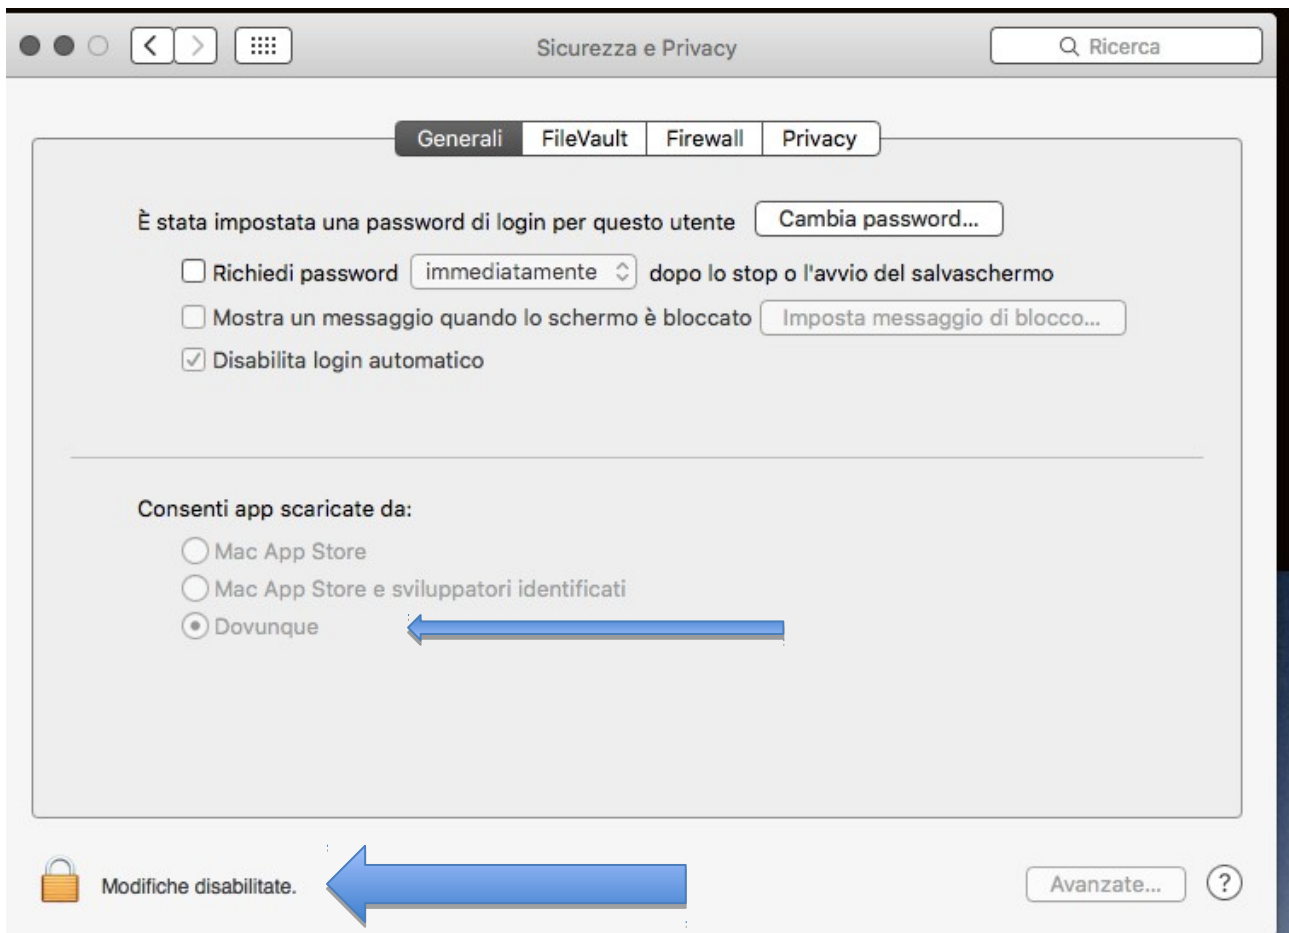 Sicurezza e Privacy
Ricerca
Generali FileVault Firewall Privacy
È stata impostata una password di login per questo utente Cambia password...
Richiedi password immediatamente dopo lo stop o l'avvio del salvaschermo
Mostra un messaggio quando lo schermo è bloccato Imposta messaggio di blocco...
Disabilita login automatico
Consenti app scaricate da:
Mac App Store
Mac App Store e sviluppatori identificati
Dovunque
Modifiche disabilitate.
Avanzate... ?